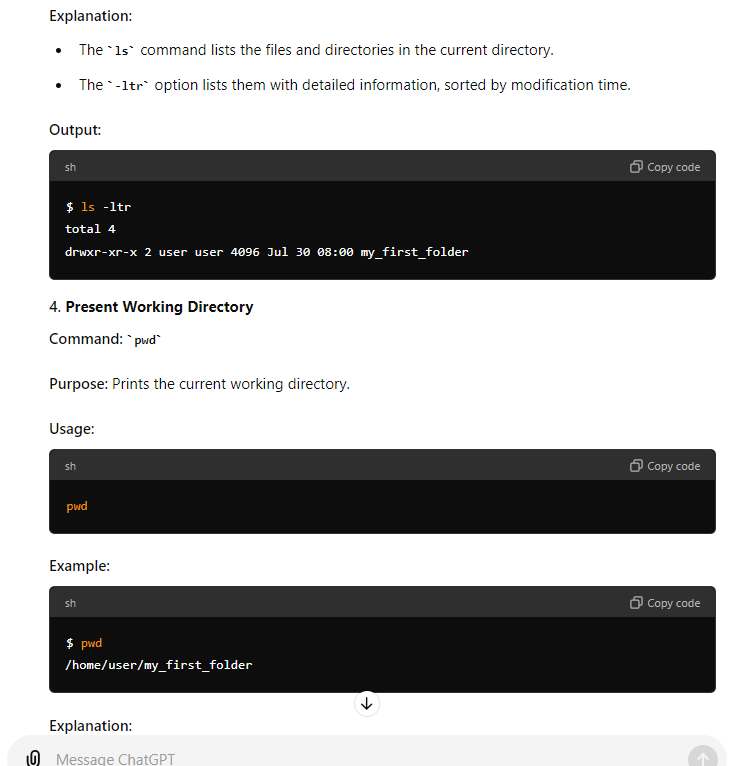 Explanation:
• The `ls` command lists the files and directories in the current directory.
• The `-ltr` option lists them with detailed information, sorted by modification time.
Output:
sh Copy code
$ ls -ltr
total 4
drwxr-xr-x 2 user user 4096 Jul 30 08:00 my_first_folder
4. Present Working Directory
Command: `pwd`
Purpose: Prints the current working directory.
Usage:
sh Copy code
pwd
Example:
sh Copy code
$ pwd
/home/user/my_first_folder
Explanation:
Message ChatGPT